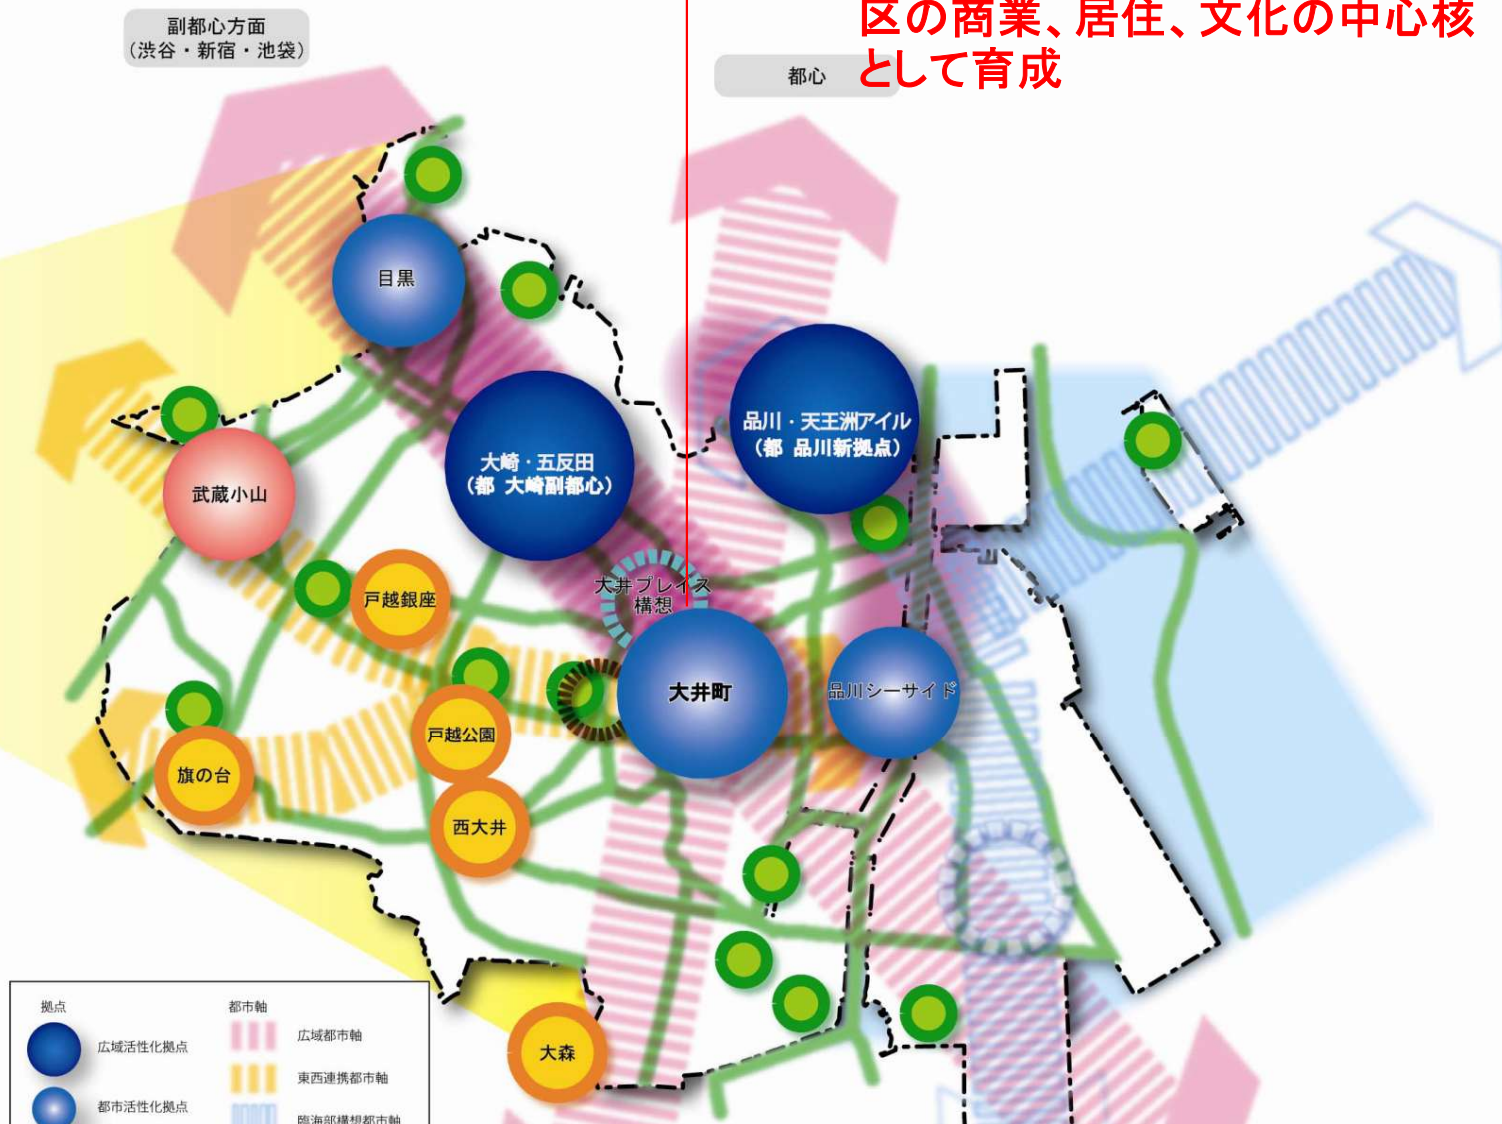 区の商業、居住、文化の中心核
として育成
副都心方面
（渋谷・新宿・池袋）
都心
目黒
品川・天王洲アイル
（都 品川新拠点）
大崎・五反田
（都 大崎副都心）
武蔵小山
大井プレイス
構想
戸越銀座
大井町
品川シーサイド
戸越公園
旗の台
西大井
大森
拠点
広域活性化拠点
都市活性化拠点
都市軸
広域都市軸
東西連携都市軸
臨海部構想都市軸